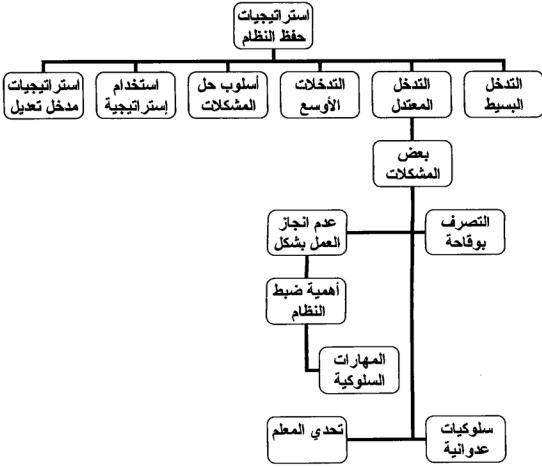 استراتيجيات
حفظ النظام
التدخل
البسيط
التدخل
المعتدل
التدخلات
الأوسع
أسلوب حل
المشكلات
استخدام
إستراتيجية
استراتيجيات
مدخل تعديل
بعض
المشكلات
التصرف
بوقاحة
عدم انجاز
العمل بشكل
أهمية ضبط
النظام
المهارات
السلوكية
سلوكيات
عدوانية
تحدي المعلم